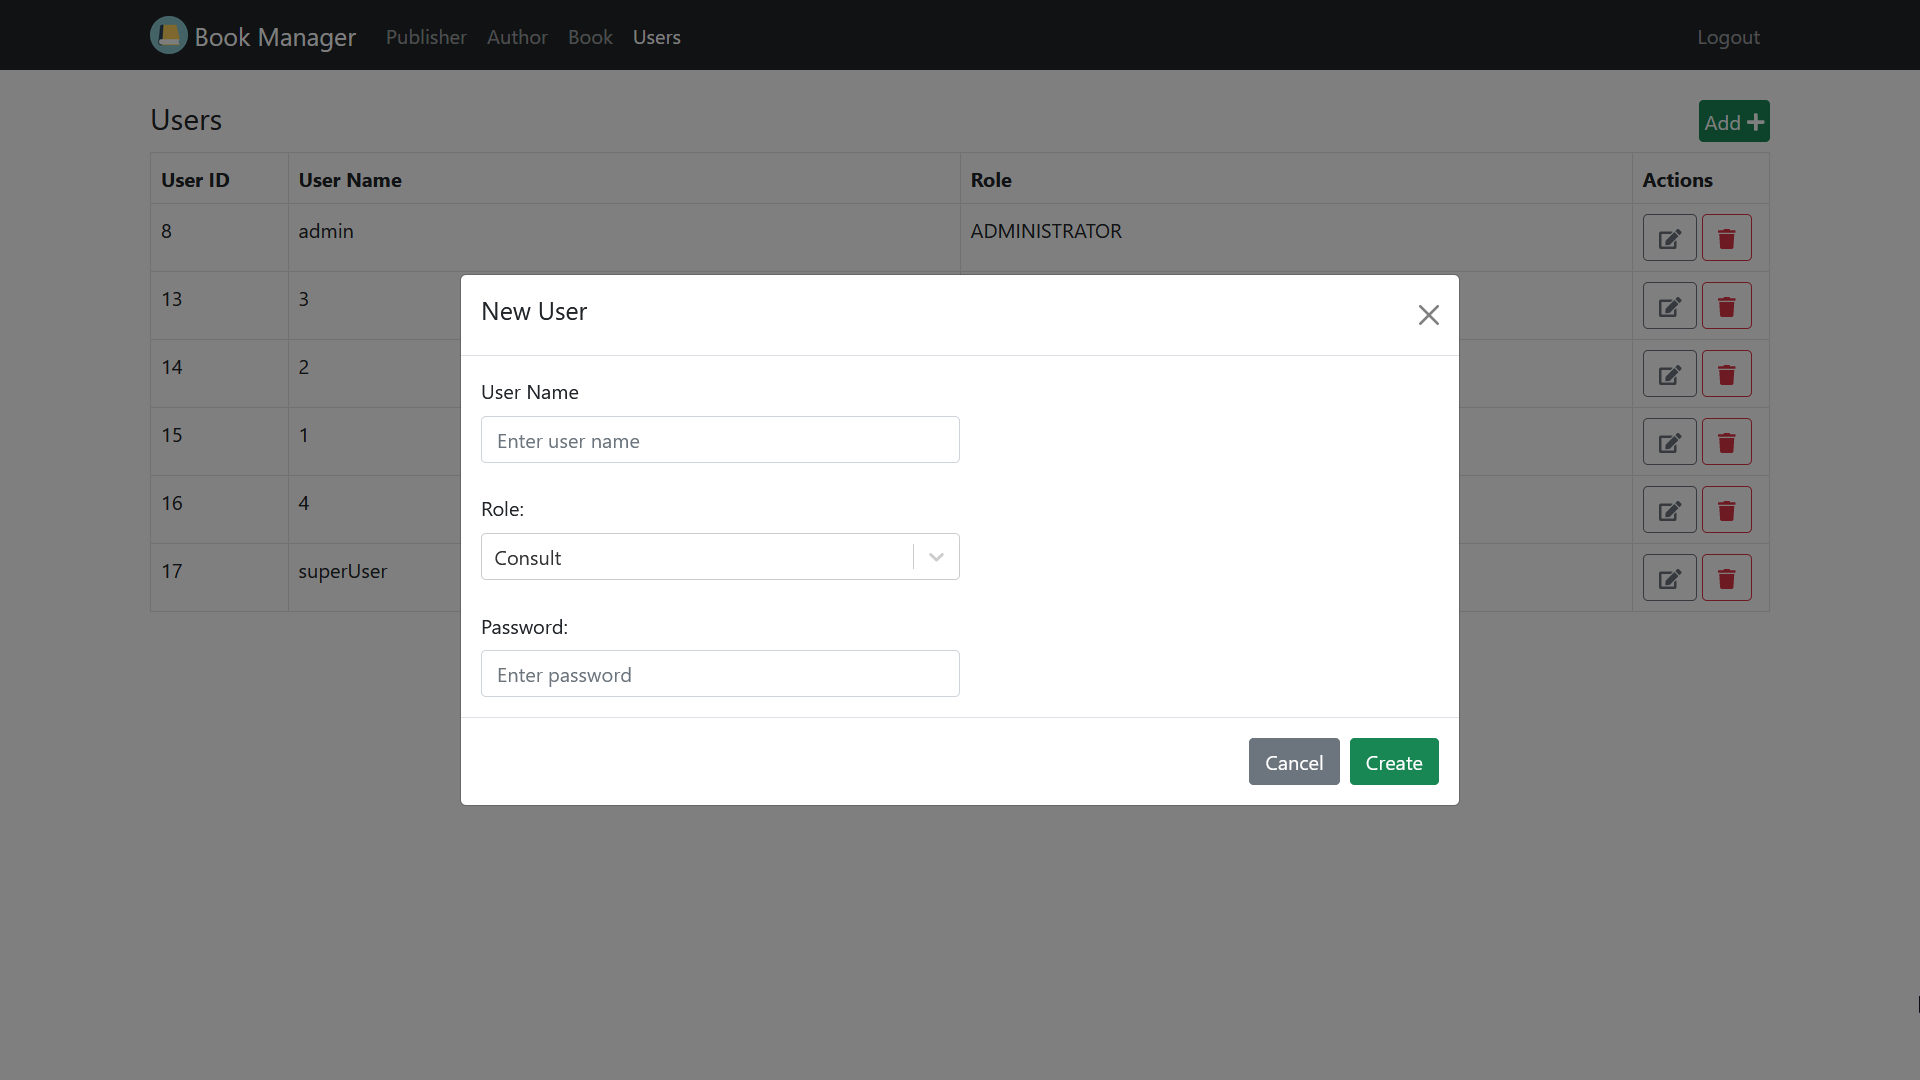 Book Manager Publisher Author Book Users Logout
Users Add
User ID User Name Role Actions
8 admin ADMINISTRATOR
13 3
14 2
15 1
16 4
17 superUser
New User
User Name
Enter user name
Role:
Consult
Password:
Enter password
Cancel Create